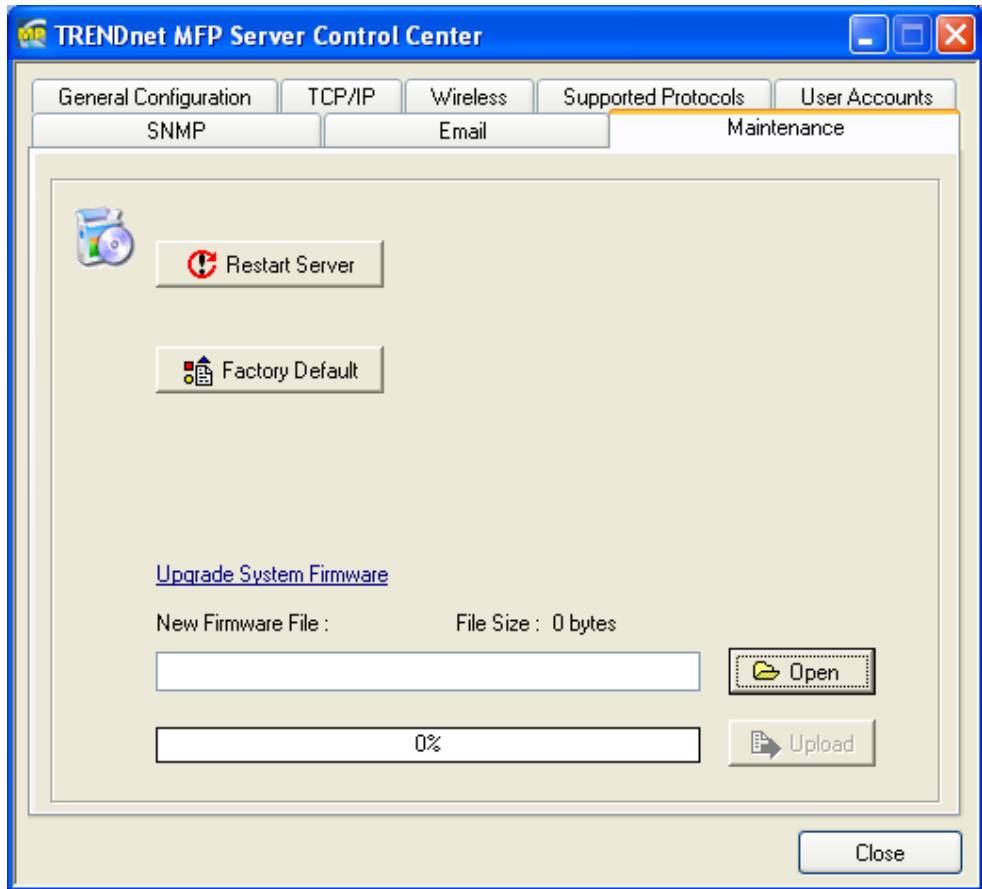 TRENDnet MFP Server Control Center
General Configuration TCP/IP Wireless Supported Protocols User Accounts
SNMP Email Maintenance
Restart Server
Factory Default
Upgrade System Firmware
New Firmware File : File Size : 0 bytes
Open
0% Upload
Close